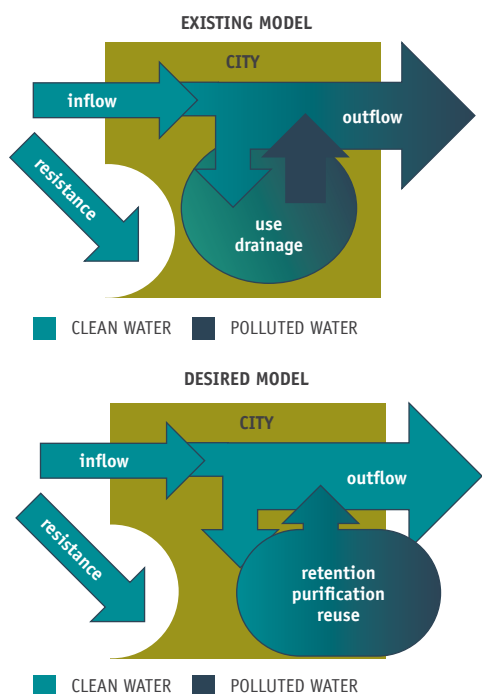 EXISTING MODEL
CITY
inflow
outflow
resistance
use
drainage
CLEAN WATER POLLUTED WATER
DESIRED MODEL
CITY
inflow
outflow
resistance
retention
purification
reuse
CLEAN WATER POLLUTED WATER